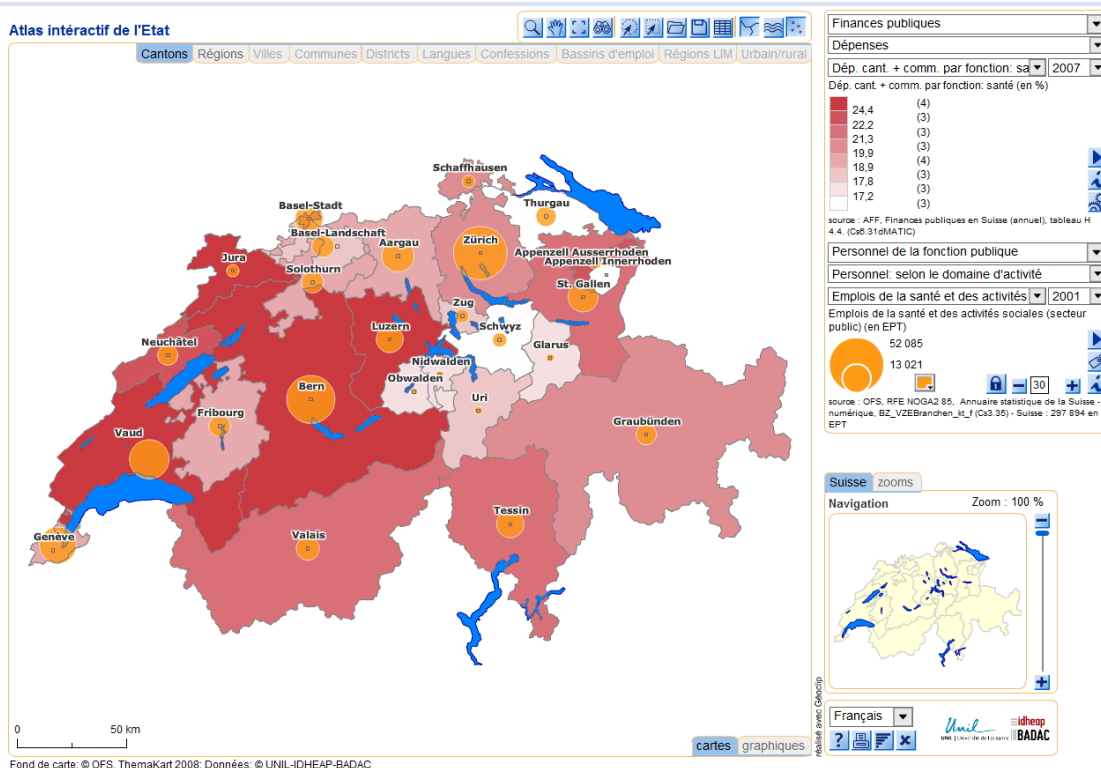 Atlas intéractif de l'Etat
Cantons Régions Villes Communes Districts Langues Confessions Bassins d'emploi Régions LIM Urbain/rural
Schaffhausen
Basel-Stadt
Thurgau
Basel-Landschaft
Zürich
Aargau
Appenzell Ausserrhoden
Jura
Appenzell Innerrhoden
Solothurn
St. Gallen
Zug
Luzern
Schwyz
Neuchâtel
Glarus
Nidwalden
Obwalden
Bern
Uri
Fribourg
Graubünden
Vaud
Tessin
Genève
Valais
0 50 km
cartes graphiques
Fond de carte: © OFS, ThemaKart 2008; Données: © UNIL-IDHEAP-BADAC
réalisé avec Géoclip
Finances publiques
Dépenses
Dép. cant. + comm. par fonction: sa 2007
Dép. cant. + comm. par fonction: santé (en %)
(4)
24,4
(3)
22,2
(3)
21,3
(3)
19,9
(4)
18,9
(3)
17,8
(3)
17,2
(3)
source : AFF, Finances publiques en Suisse (annuel), tableau H
4.4. (Cs6.31dMATIC)
Personnel de la fonction publique
Personnel: selon le domaine d'activité
Emplois de la santé et des activités 2001
Emplois de la santé et des activités sociales (secteur
public) (en EPT)
52 085
13 021
30
source : OFS, RFE NOGA2 85, Annuaire statistique de la Suisse -
numérique, BZ_VZEBranchen_kt_f (Cs3.35) - Suisse : 297 894 en
EPT
Suisse zooms
Navigation Zoom : 100 %
Français
?
Unil
UNIL | Université de Lausanne
idheap
BADAC